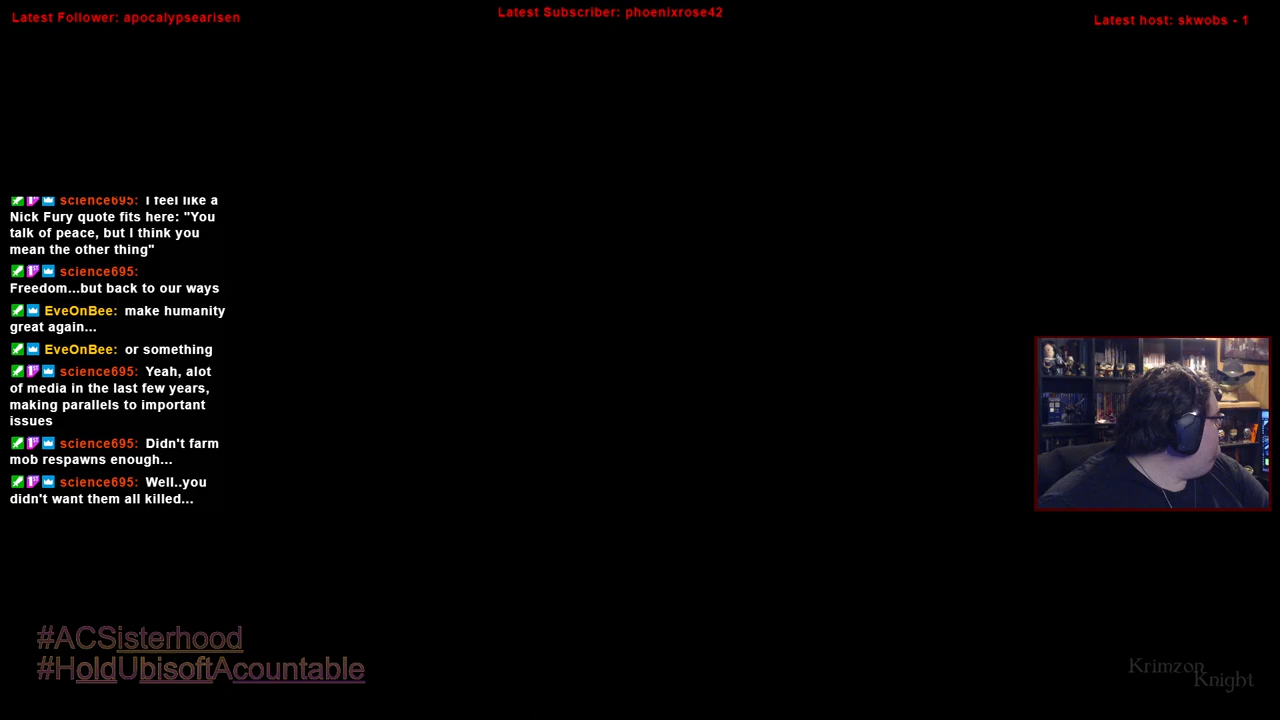 Latest Follower: apocalypsearisen
Latest Subscriber: phoenixrose42
Latest host: skwobs - 1
science695: I feel like a
Nick Fury quote fits here: "You
talk of peace, but I think you
mean the other thing"
science695:
Freedom...but back to our ways
EveOnBee: make humanity
great again...
EveOnBee: or something
science695: Yeah, alot
of media in the last few years,
making parallels to important
issues
science695: Didn't farm
mob respawns enough...
science695: Well..you
didn't want them all killed...
#ACSisterhood
#HoldUbisoftAcountable
Krimzon
Knight